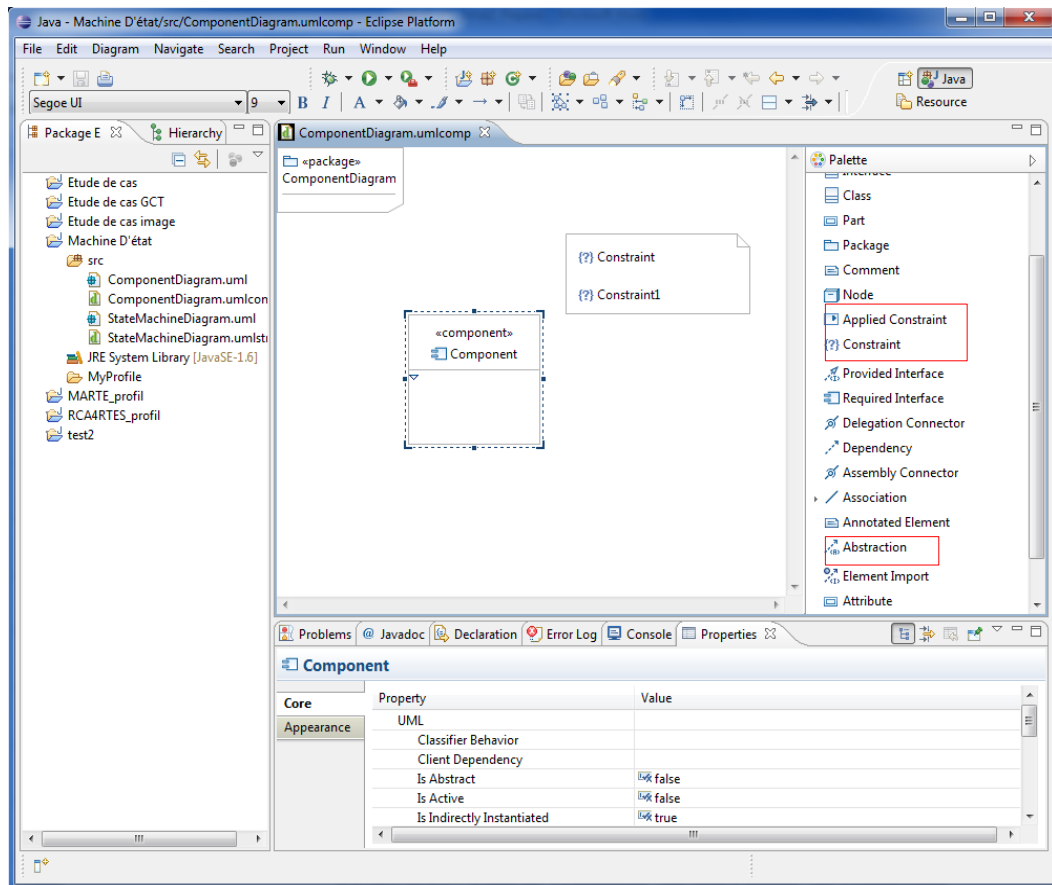 Java - Machine D'état/src/ComponentDiagram.umlcomp - Eclipse Platform
File Edit Diagram Navigate Search Project Run Window Help
Java
Segoe UI 9 B I A
Resource
Package E Hierarchy
ComponentDiagram.umlcomp
Etude de cas
Etude de cas GCT
Etude de cas image
Machine D'état
src
ComponentDiagram.uml
ComponentDiagram.umlcon
StateMachineDiagram.uml
StateMachineDiagram.umlst
JRE System Library [JavaSE-1.6]
MyProfile
MARTE_profil
RCA4RTES_profil
test2
«package»
ComponentDiagram
{?} Constraint
{?} Constraint1
«component»
Component
Palette
Interface
Class
Part
Package
Comment
Node
Applied Constraint
{?} Constraint
Provided Interface
Required Interface
Delegation Connector
Dependency
Assembly Connector
Association
Annotated Element
Abstraction
Element Import
Attribute
Problems @ Javadoc Declaration Error Log Console Properties
Component
Core
Appearance
Property Value
UML
Classifier Behavior
Client Dependency
Is Abstract false
Is Active false
Is Indirectly Instantiated true